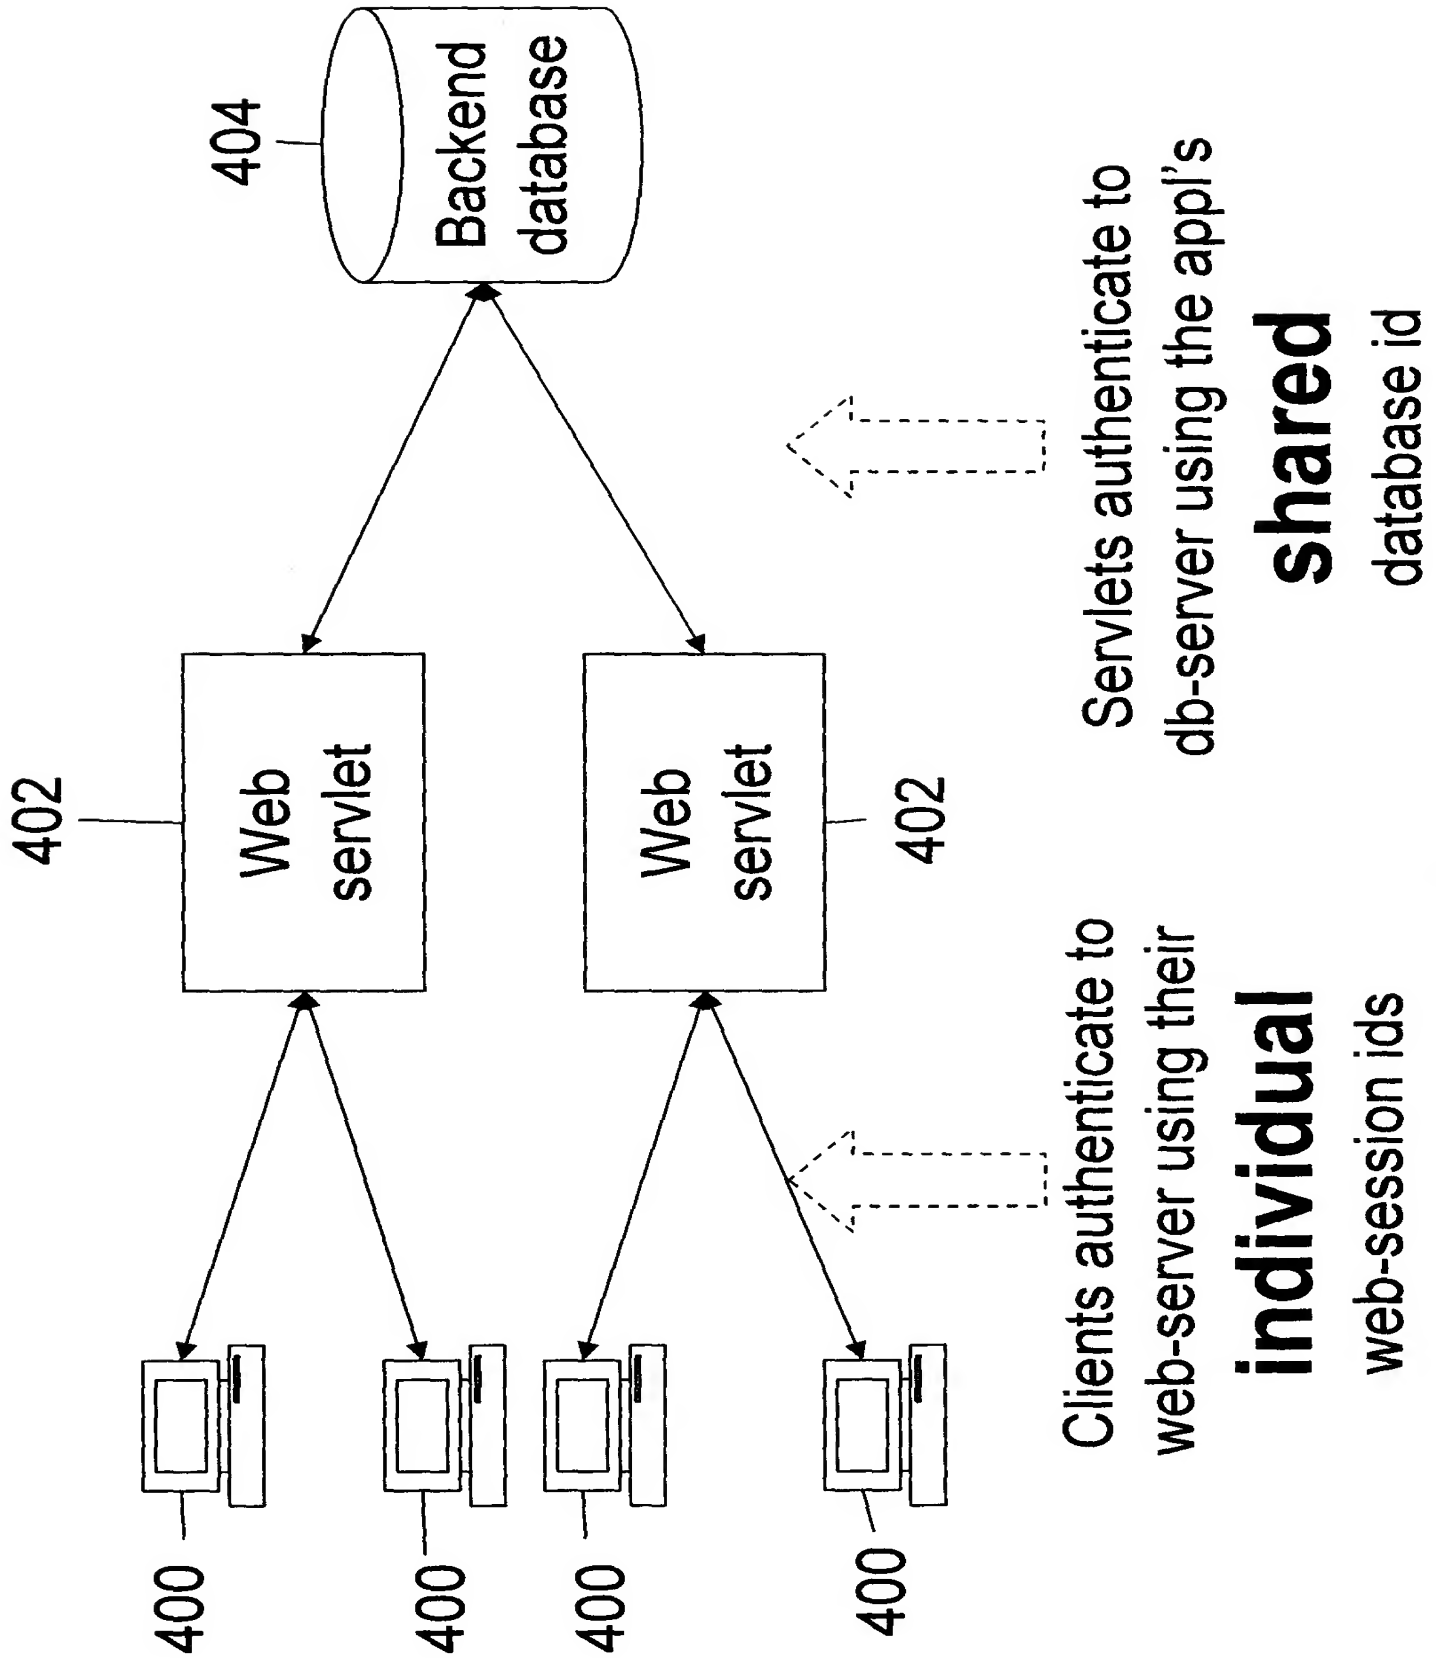 400
400
400
400
402
Web
servlet
Web
servlet
402
404
Backend
database
Clients authenticate to
web-server using their
individual
web-session ids
Servlets authenticate to
db-server using the appl's
shared
database id